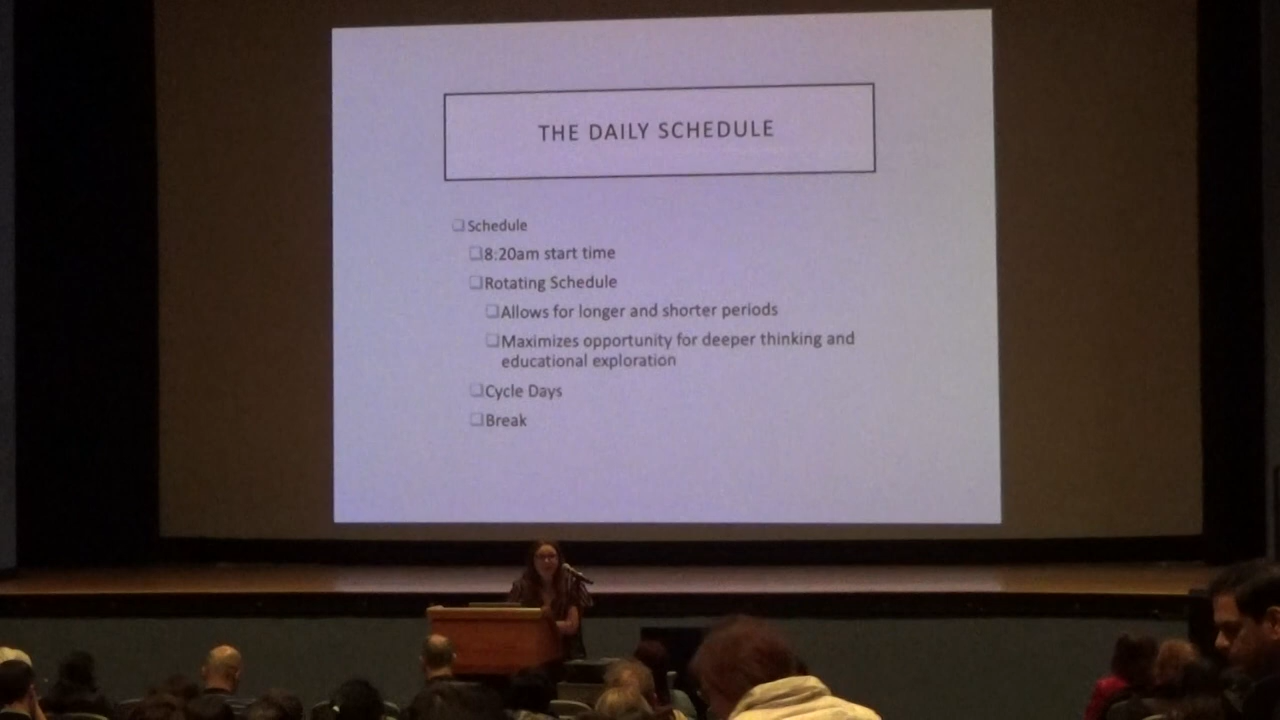 THE DAILY SCHEDULE
Schedule
8:20am start time
Rotating Schedule
Allows for longer and shorter periods
Maximizes opportunity for deeper thinking and
educational exploration
Cycle Days
Break